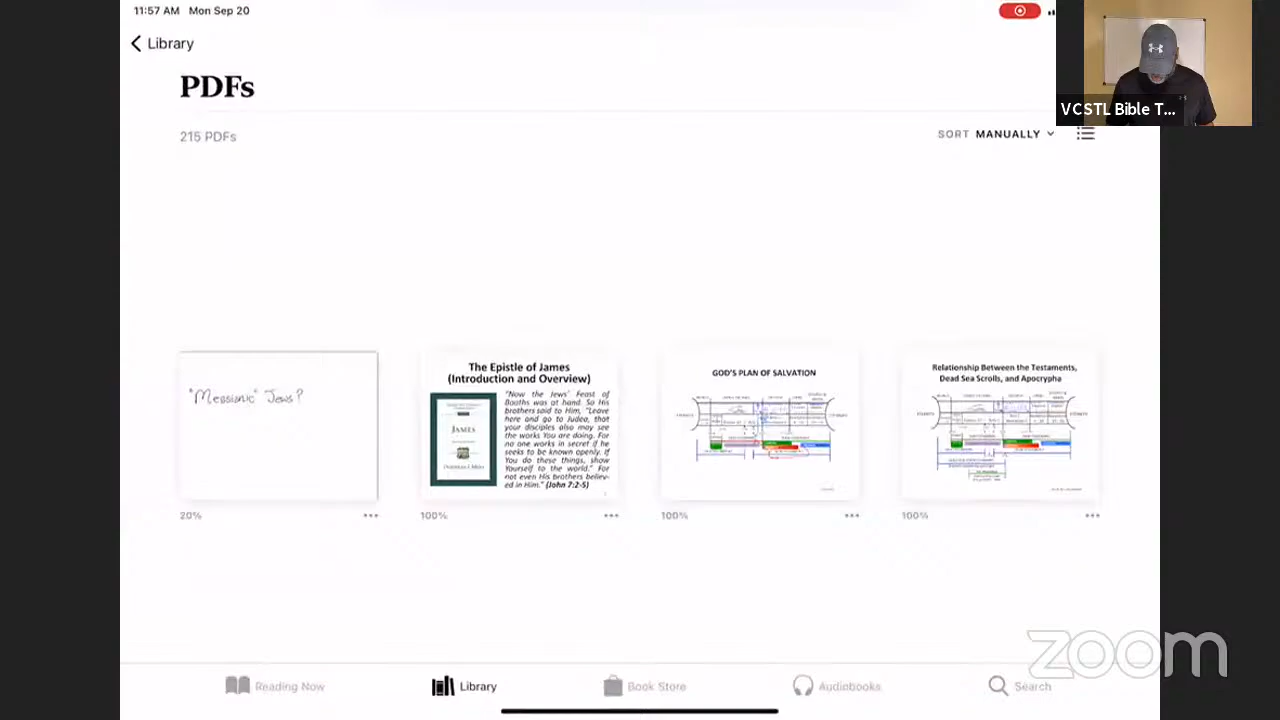 11:57 AM Mon Sep 20
Library
PDFs
215 PDFs
SORT MANUALLY
VCSTL Bible T...
"Messianic" Jews?
20%
The Epistle of James
(Introduction and Overview)
JAMES
"Now the Jews' Feast of
Booths was at hand. So His
brothers said to Him, "Leave
here and go to Judea, that
your disciples also may see
the works You are doing. For
no one works in secret if he
seeks to be known openly. If
You do these things, show
Yourself to the world." For
not even His brothers believ-
ed in Him." (John 7:2-5)
100%
GOD'S PLAN OF SALVATION
100%
Relationship Between the Testaments,
Dead Sea Scrolls, and Apocrypha
100%
zoom
Reading Now
Library
Book Store
Audiobooks
Search